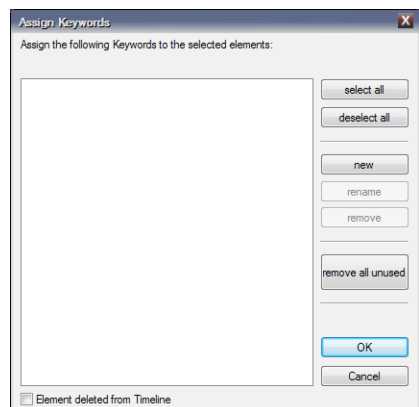 Assign Keywords
X
Assign the following Keywords to the selected elements:
select all
deselect all
new
rename
remove
remove all unused
OK
Cancel
Element deleted from Timeline